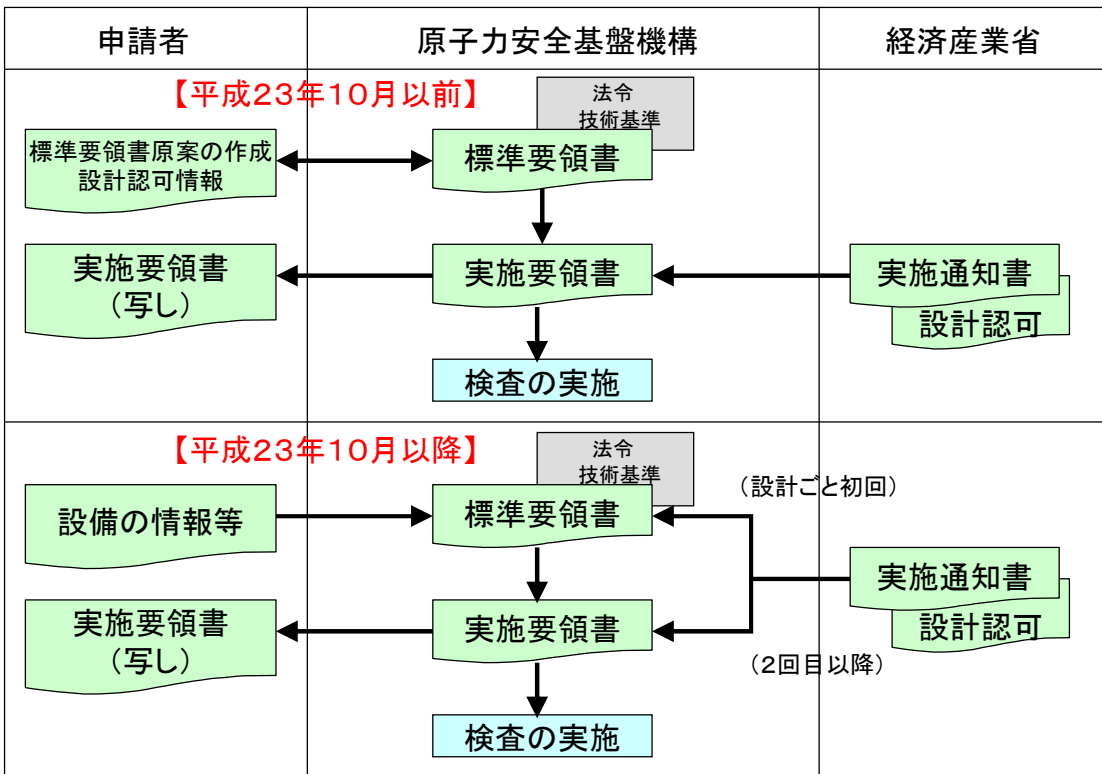 申請者
原子力安全基盤機構
経済産業省
【平成23年10月以前】
法令
技術基準
標準要領書原案の作成
設計認可情報
標準要領書
実施要領書
(写し)
実施要領書
実施通知書
設計認可
検査の実施
【平成23年10月以降】
法令
技術基準
(設計ごと初回)
設備の情報等
標準要領書
実施通知書
設計認可
実施要領書
(写し)
実施要領書
(2回目以降)
検査の実施